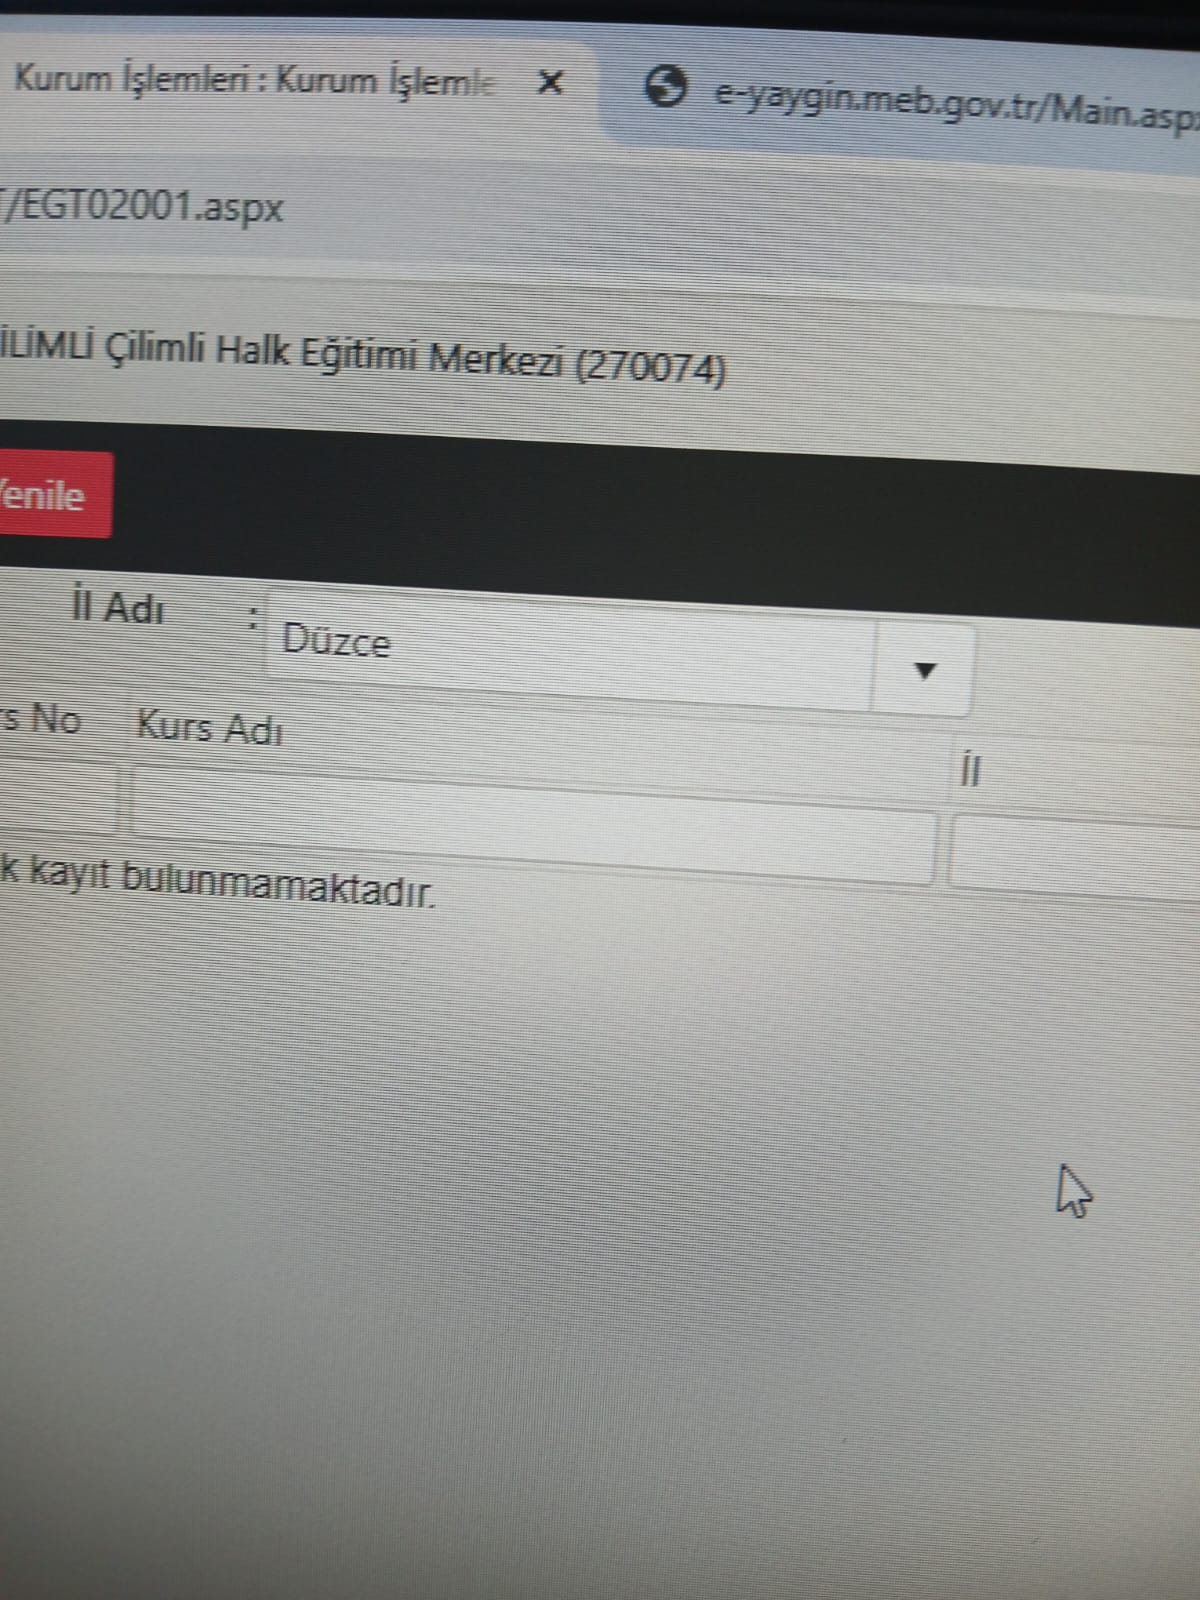 Kurum İşlemleri : Kurum İşlemle
e-yaygin.meb.gov.tr/Main.asp
/EGT02001.aspx
İLİMLİ Çilimli Halk Eğitimi Merkezi (270074)
Yenile
İl Adı : Düzce
No Kurs Adı İl
kayıt bulunmamaktadır.